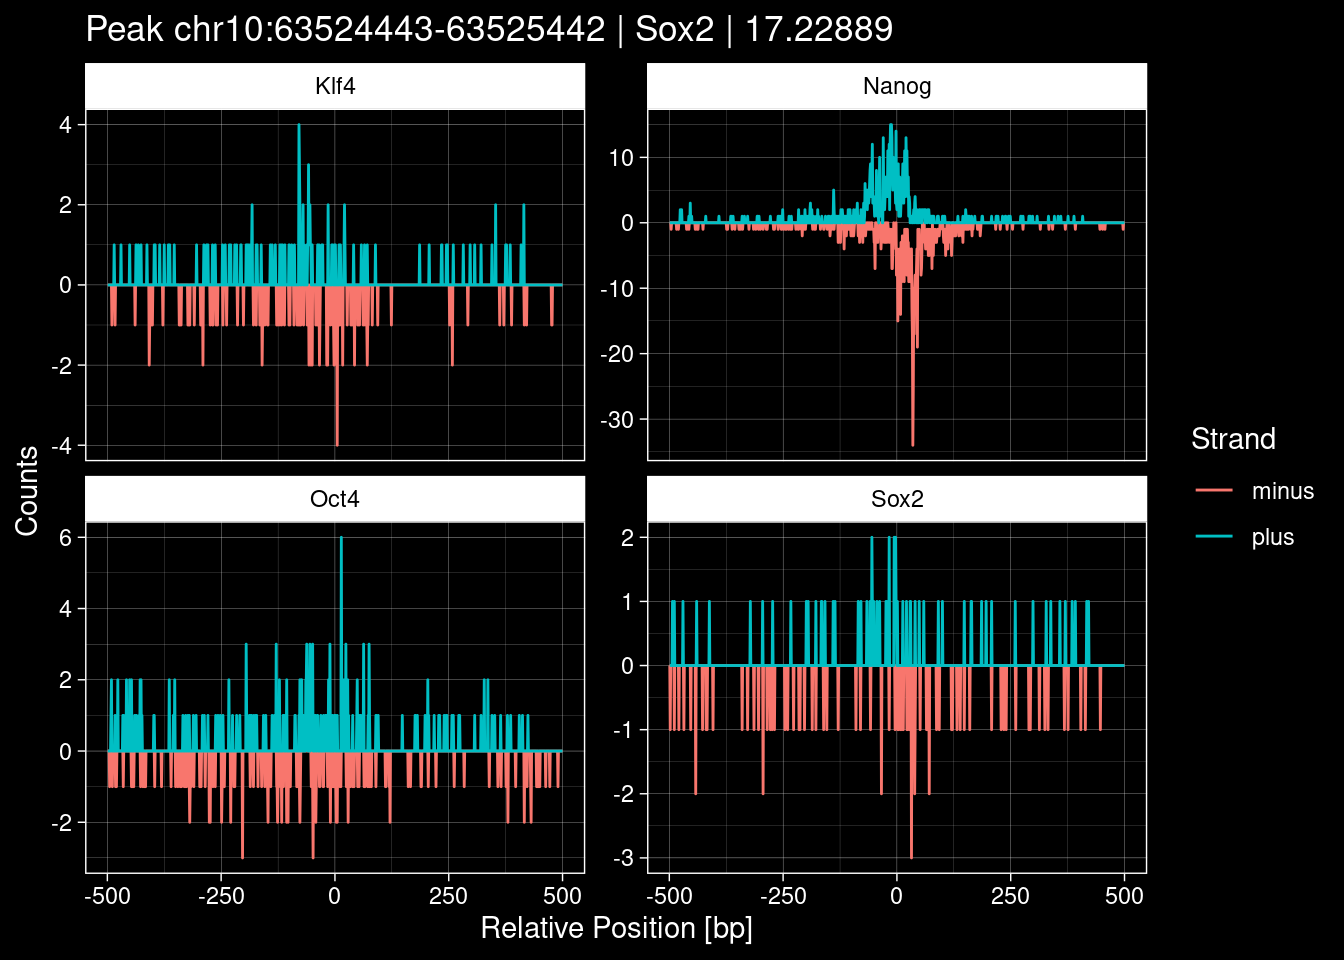 Peak chr10:63524443-63525442 | Sox2 | 17.22889
Klf4
Nanog
4
2
0
-2
-4
10
0
-10
-20
-30
Counts
Oct4
Sox2
6
4
2
0
-2
2
1
0
-1
-2
-3
-500 -250 0 250 500
-500 -250 0 250 500
Relative Position [bp]
Strand
minus
plus